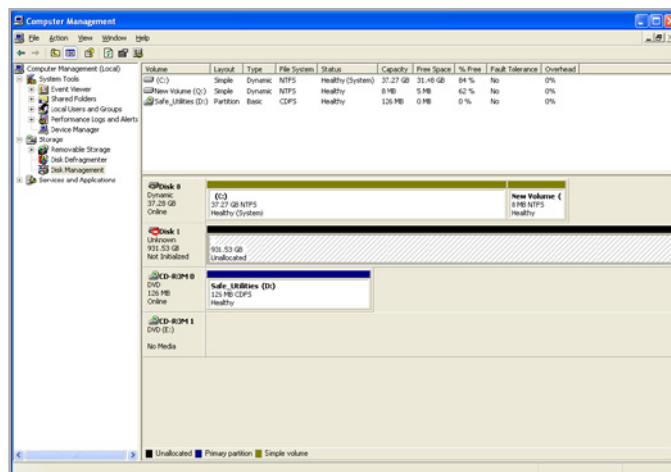 Computer Management
File Action View Window Help
Computer Management (Local)
System Tools
Event Viewer
Shared Folders
Local Users and Groups
Performance Logs and Alerts
Device Manager
Storage
Removable Storage
Disk Defragmenter
Disk Management
Services and Applications
Volume Layout Type File System Status Capacity Free Space % Free Fault Tolerance Overhead
(C:) Simple Dynamic NTFS Healthy (System) 37.27 GB 31.48 GB 84 % No 0%
New Volume (Q:) Simple Dynamic NTFS Healthy 8 MB 5 MB 62 % No 0%
Safe_Utilities (D:) Partition Basic CDFS Healthy 126 MB 0 MB 0 % No 0%
Disk 0
Dynamic
37.28 GB
Online
(C:)
37.27 GB NTFS
Healthy (System)
New Volume (
8 MB NTFS
Healthy
Disk 1
Unknown
931.53 GB
Not Initialized
931.53 GB
Unallocated
CD-ROM 0
DVD
126 MB
Online
Safe_Utilities (D:)
126 MB CDFS
Healthy
CD-ROM 1
DVD (E:)
No Media
Unallocated Primary partition Simple volume